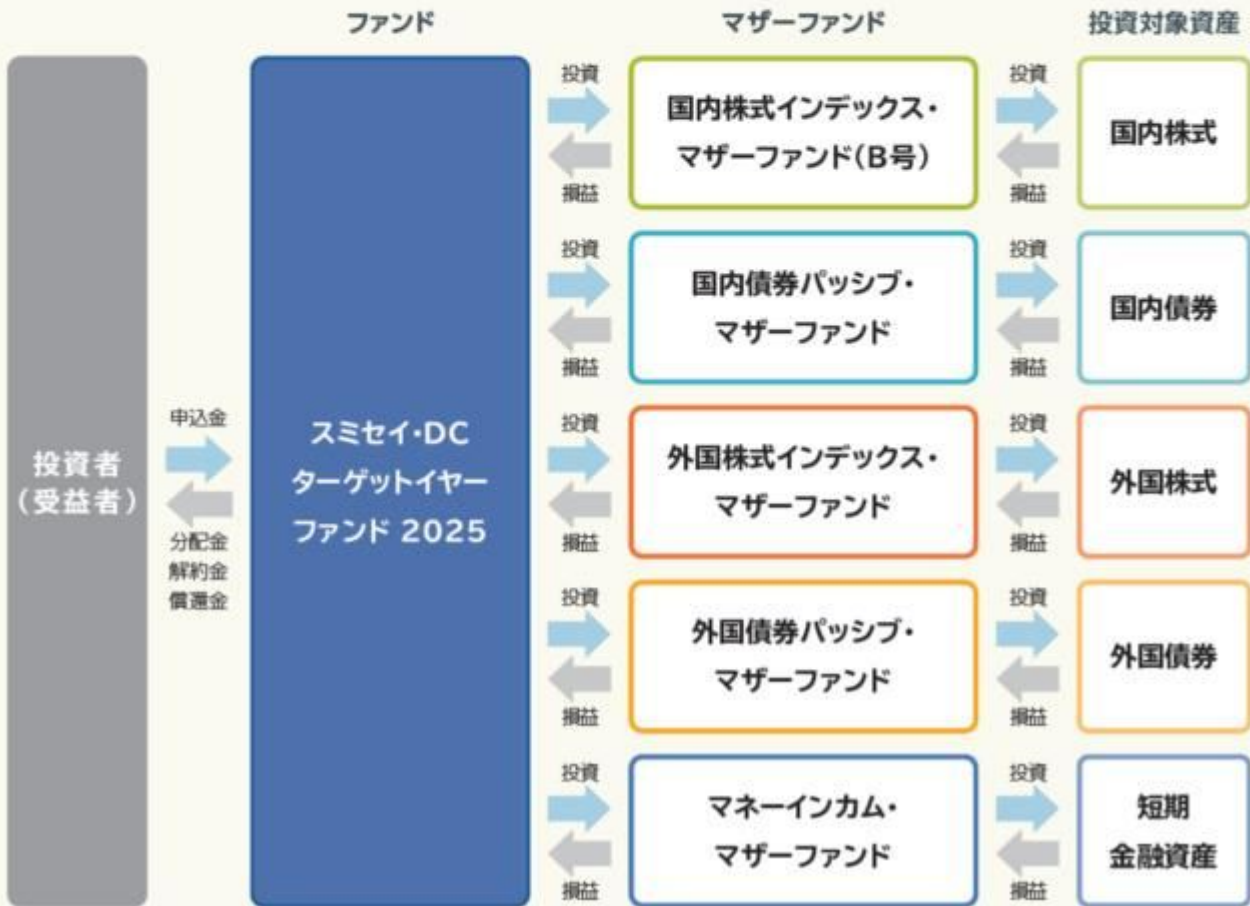 ファンド
マザーファンド
投資対象資産
投資者
(受益者)
申込金
分配金
解約金
償還金
スミセイ・DC
ターゲットイヤー
ファンド 2025
投資
損益
国内株式インデックス・
マザーファンド(B号)
投資
損益
国内株式
投資
損益
国内債券パッシブ・
マザーファンド
投資
損益
国内債券
投資
損益
外国株式インデックス・
マザーファンド
投資
損益
外国株式
投資
損益
外国債券パッシブ・
マザーファンド
投資
損益
外国債券
投資
損益
マネーインカム・
マザーファンド
投資
損益
短期
金融資産